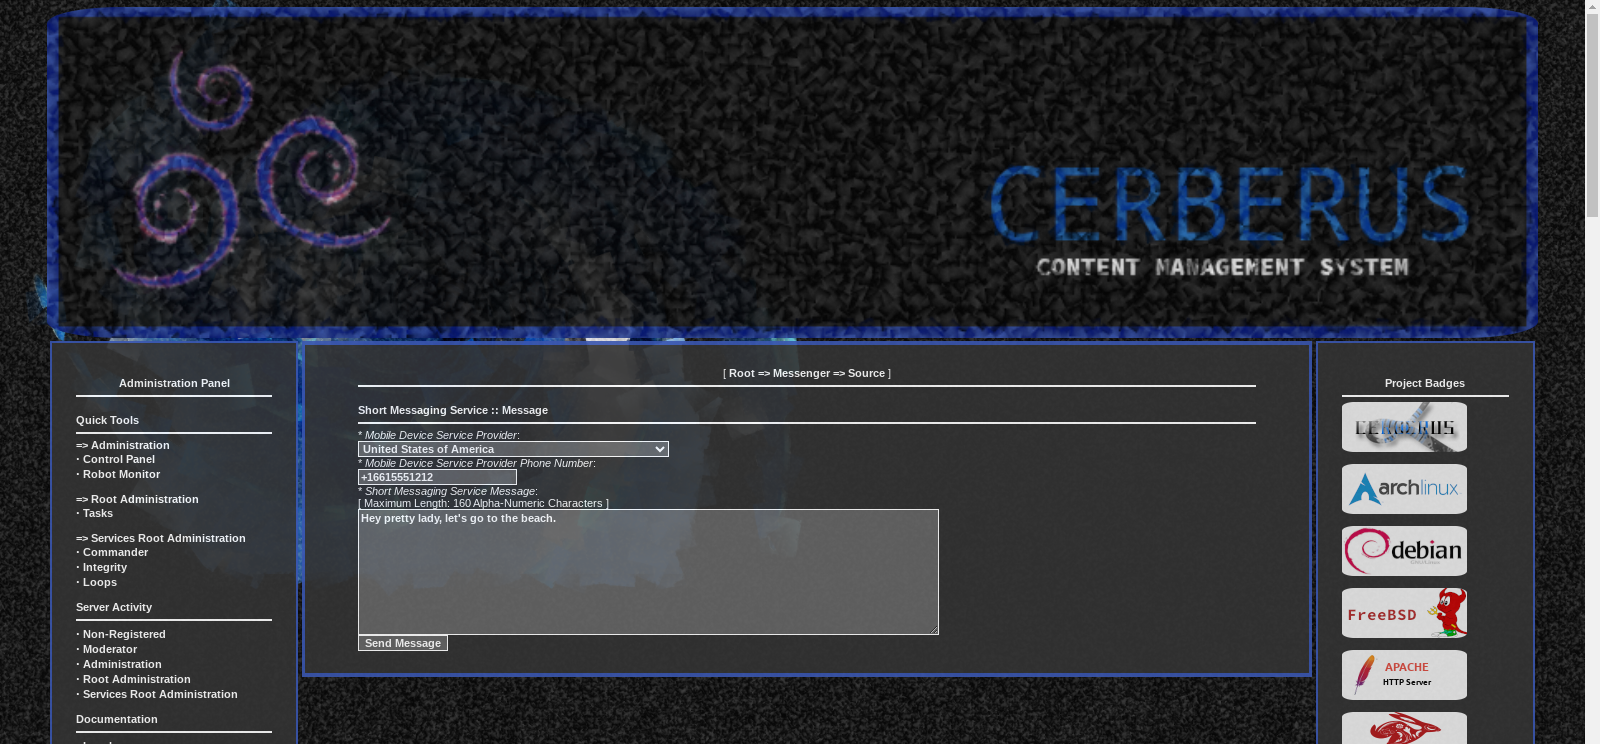 CERBERUS
CONTENT MANAGEMENT SYSTEM
Administration Panel
Quick Tools
=> Administration
· Control Panel
· Robot Monitor
=> Root Administration
· Tasks
=> Services Root Administration
· Commander
· Integrity
· Loops
Server Activity
· Non-Registered
· Moderator
· Administration
· Root Administration
· Services Root Administration
Documentation
[ Root => Messenger => Source ]
Short Messaging Service :: Message
* Mobile Device Service Provider:
United States of America
* Mobile Device Service Provider Phone Number:
+16615551212
* Short Messaging Service Message:
[ Maximum Length: 160 Alpha-Numeric Characters ]
Hey pretty lady, let's go to the beach.
Send Message
Project Badges
CERBERUS
archlinux
debian
FreeBSD
APACHE
HTTP Server